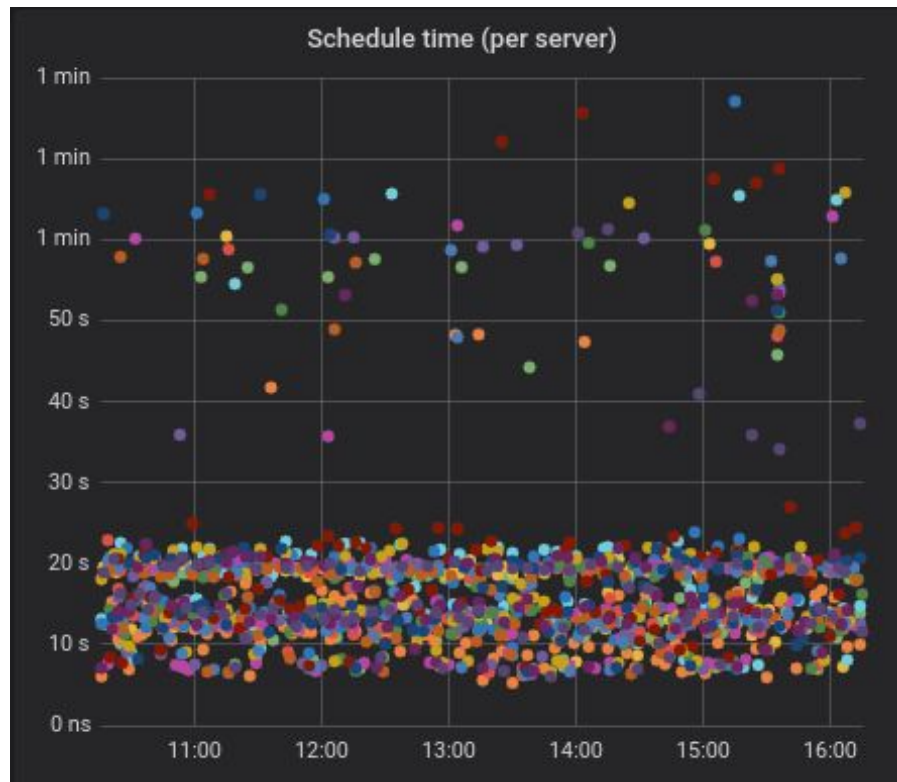 Schedule time (per server)
1 min
1 min
1 min
50 s
40 s
30 s
20 s
10 s
0 ns
11:00 12:00 13:00 14:00 15:00 16:00